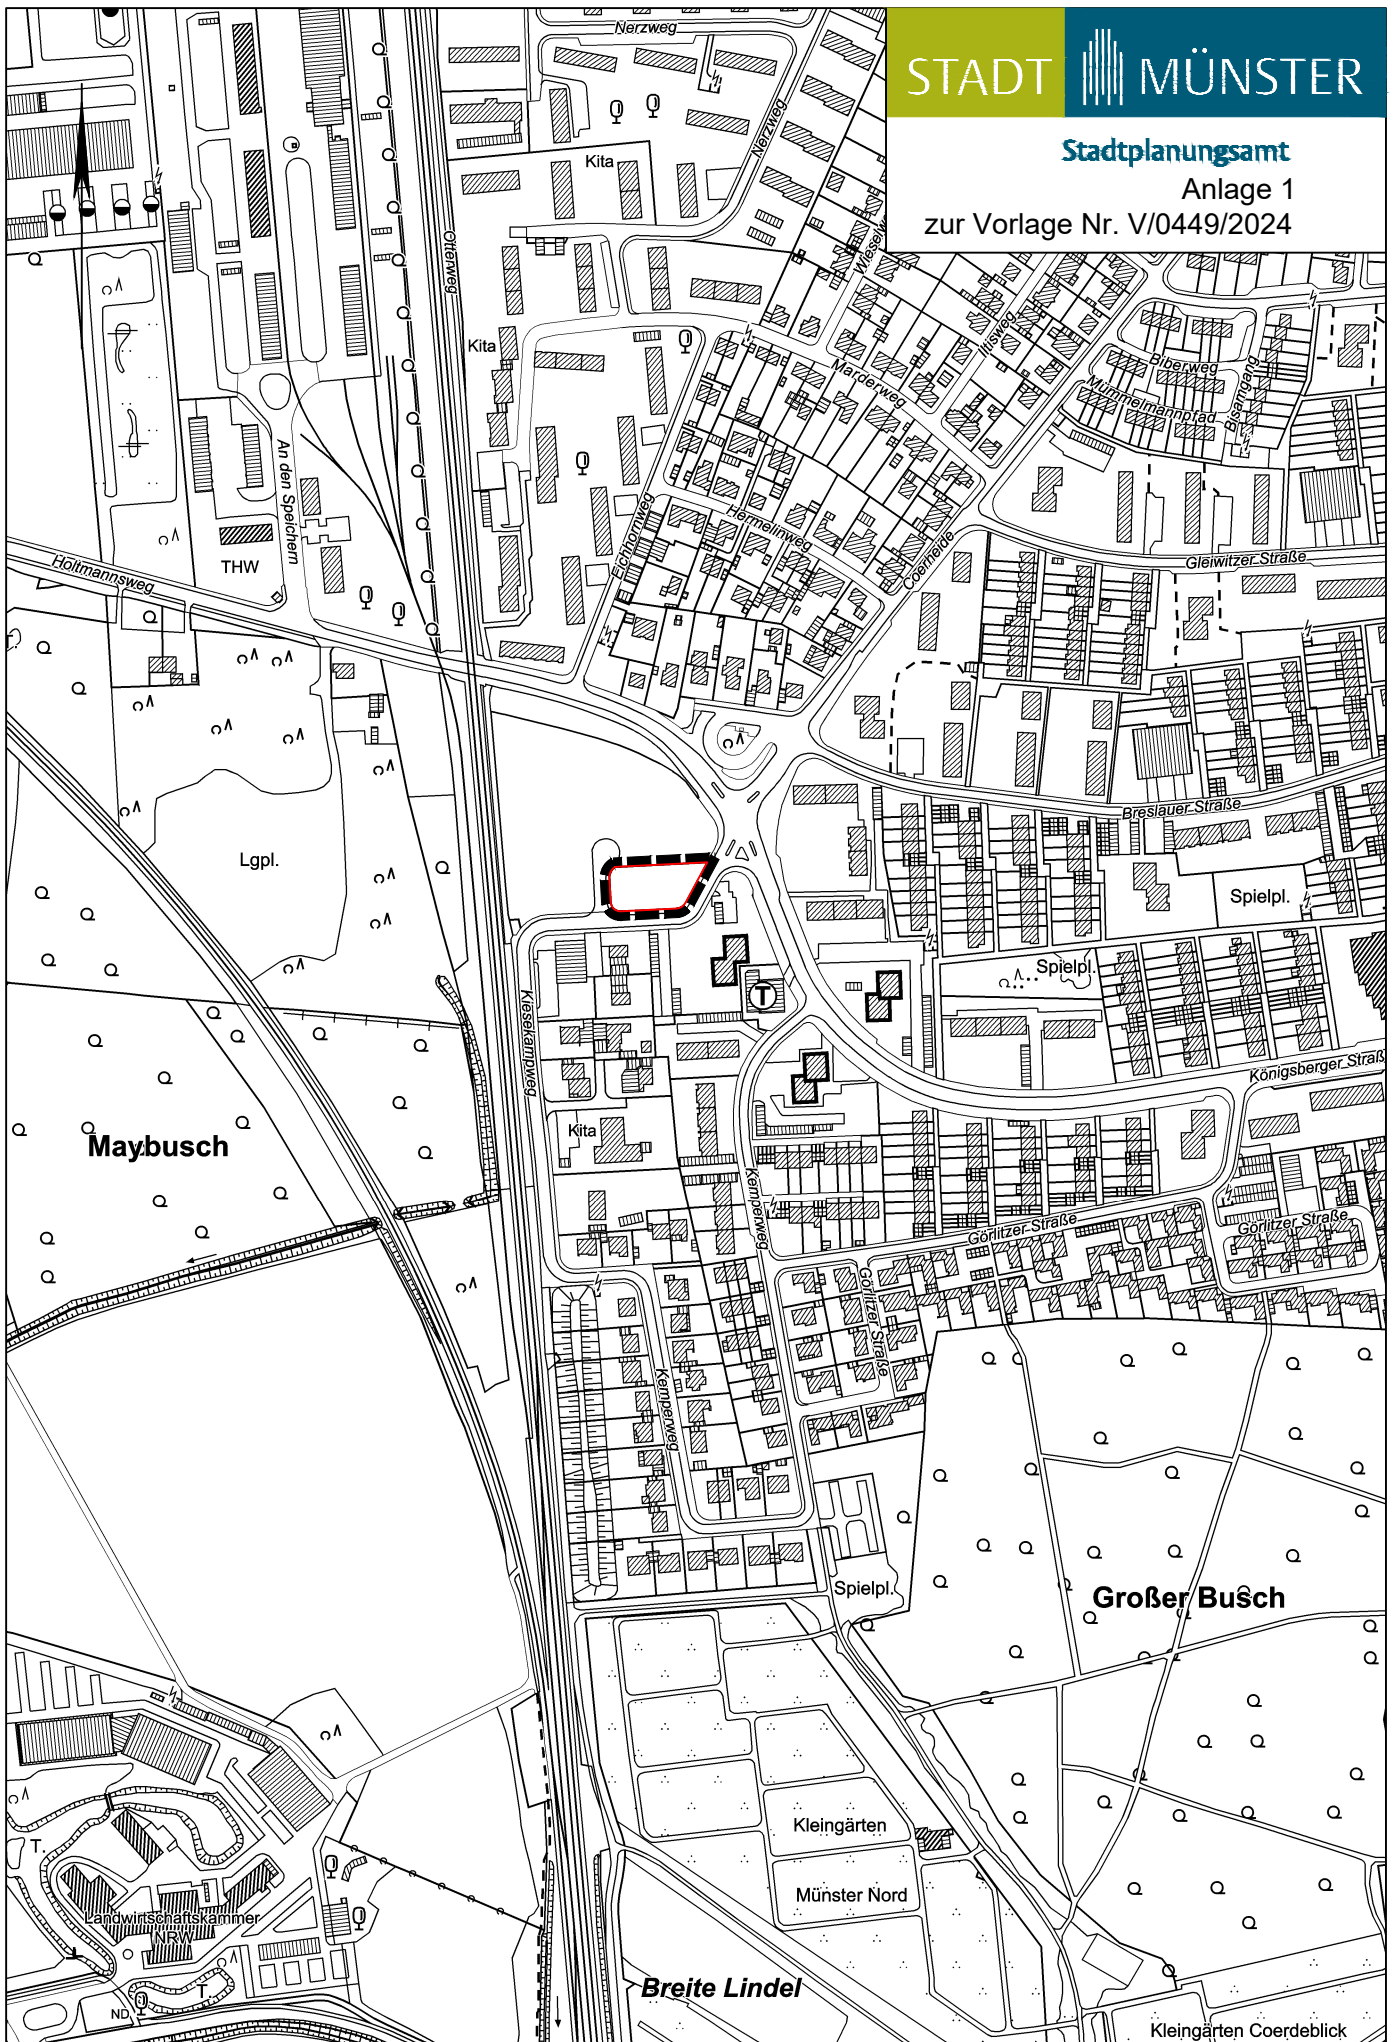 STADT MÜNSTER
Stadtplanungsamt
Anlage 1
zur Vorlage Nr. V/0449/2024
Nerzweg
Nerzweg
Kita
Otterweg
Kita
Iltisweg
Marderweg
Biberweg
Mümmelmannpfad
Bisamgang
An den Speichern
Eichhornweg
Hermelinweg
Coerheide
Gleiwitzer Straße
THW
Holtmannsweg
Breslauer Straße
Lgpl.
Spielpl.
Spielpl.
T
Kiesekampweg
Königsberger Straß
Maybusch
Kita
Kemperweg
Görlitzer Straße
Görlitzer Straße
Görlitzer Straße
Kemperweg
Spielpl.
Großer Busch
Kleingärten
Münster Nord
T.
Landwirtschaftskammer
NRW
T.
ND
Breite Lindel
Kleingärten Coerdeblick